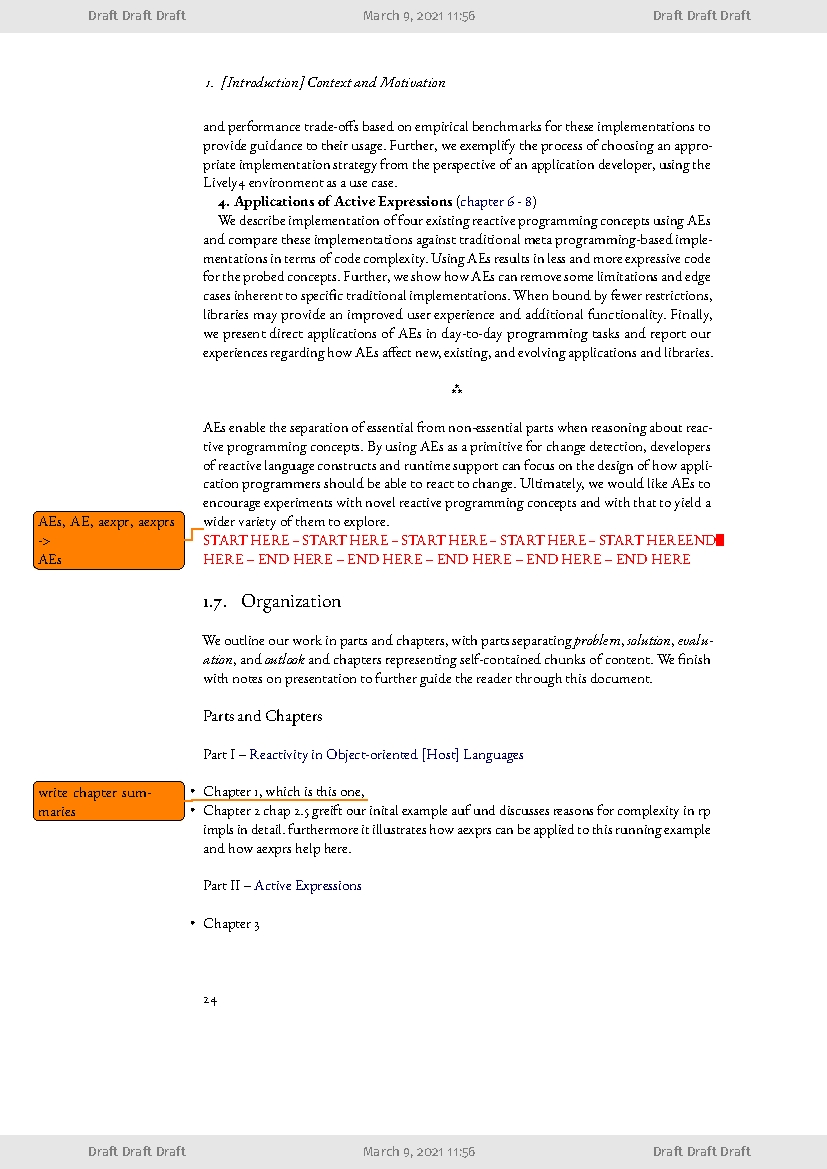 Draft Draft Draft March 9, 2021 11:56 Draft Draft Draft
1. [Introduction] Context and Motivation
and performance trade-offs based on empirical benchmarks for these implementations to
provide guidance to their usage. Further, we exemplify the process of choosing an appro-
priate implementation strategy from the perspective of an application developer, using the
Lively4 environment as a use case.
4. Applications of Active Expressions (chapter 6 - 8)
We describe implementation of four existing reactive programming concepts using AEs
and compare these implementations against traditional meta programming-based imple-
mentations in terms of code complexity. Using AEs results in less and more expressive code
for the probed concepts. Further, we show how AEs can remove some limitations and edge
cases inherent to specific traditional implementations. When bound by fewer restrictions,
libraries may provide an improved user experience and additional functionality. Finally,
we present direct applications of AEs in day-to-day programming tasks and report our
experiences regarding how AEs affect new, existing, and evolving applications and libraries.
⁂
AEs enable the separation of essential from non-essential parts when reasoning about reac-
tive programming concepts. By using AEs as a primitive for change detection, developers
of reactive language constructs and runtime support can focus on the design of how appli-
cation programmers should be able to react to change. Ultimately, we would like AEs to
encourage experiments with novel reactive programming concepts and with that to yield a
wider variety of them to explore.
AEs, AE, aexpr, aexprs
->
AEs
START HERE – START HERE – START HERE – START HERE – START HEREEND
HERE – END HERE – END HERE – END HERE – END HERE – END HERE
1.7. Organization
We outline our work in parts and chapters, with parts separating problem, solution, evalu-
ation, and outlook and chapters representing self-contained chunks of content. We finish
with notes on presentation to further guide the reader through this document.
Parts and Chapters
Part I – Reactivity in Object-oriented [Host] Languages
write chapter sum-
maries
• Chapter 1, which is this one,
• Chapter 2 chap 2.5 greift our inital example auf und discusses reasons for complexity in rp
impls in detail. furthermore it illustrates how aexprs can be applied to this running example
and how aexprs help here.
Part II – Active Expressions
• Chapter 3
24
Draft Draft Draft March 9, 2021 11:56 Draft Draft Draft